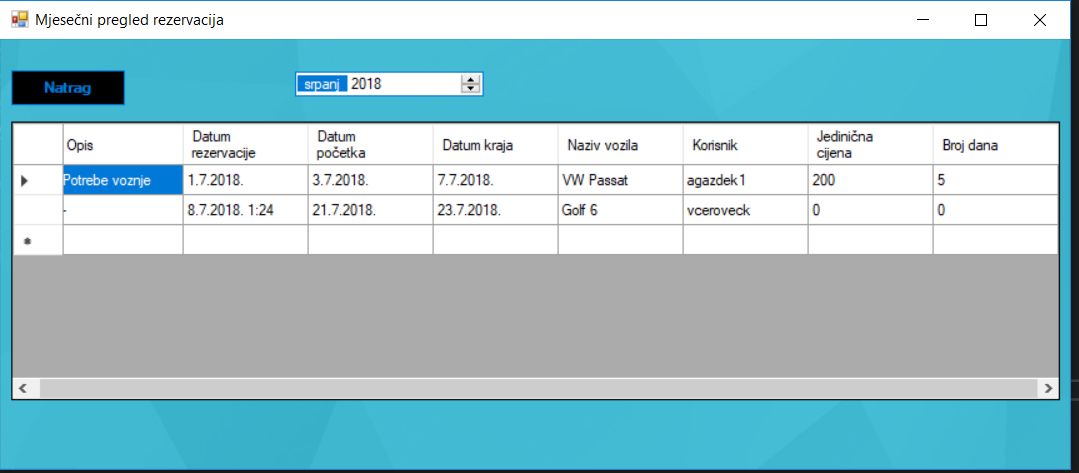 Mjesečni pregled rezervacija
Natrag
srpanj 2018
Opis Datum rezervacije Datum početka Datum kraja Naziv vozila Korisnik Jedinična cijena Broj dana
Potrebe voznje 1.7.2018. 3.7.2018. 7.7.2018. VW Passat agazdek1 200 5
- 8.7.2018. 1:24 21.7.2018. 23.7.2018. Golf 6 vceroveck 0 0